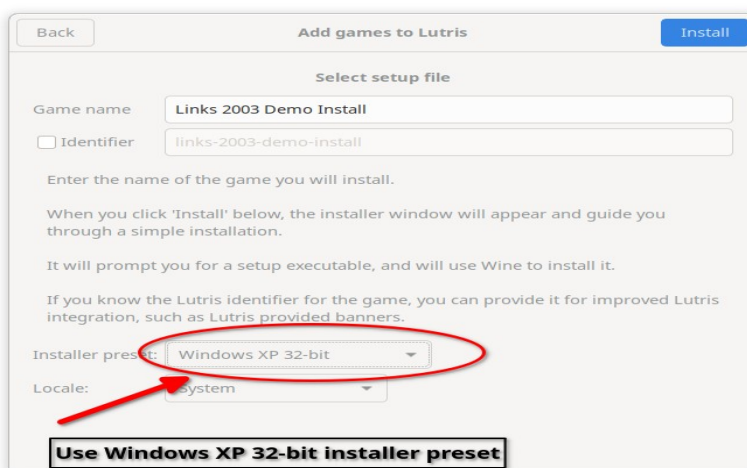 Back Add games to Lutris Install
Select setup file
Game name Links 2003 Demo Install
Identifier links-2003-demo-install
Enter the name of the game you will install.
When you click 'Install' below, the installer window will appear and guide you
through a simple installation.
It will prompt you for a setup executable, and will use Wine to install it.
If you know the Lutris identifier for the game, you can provide it for improved Lutris
integration, such as Lutris provided banners.
Installer preset: Windows XP 32-bit
Locale: System
Use Windows XP 32-bit installer preset